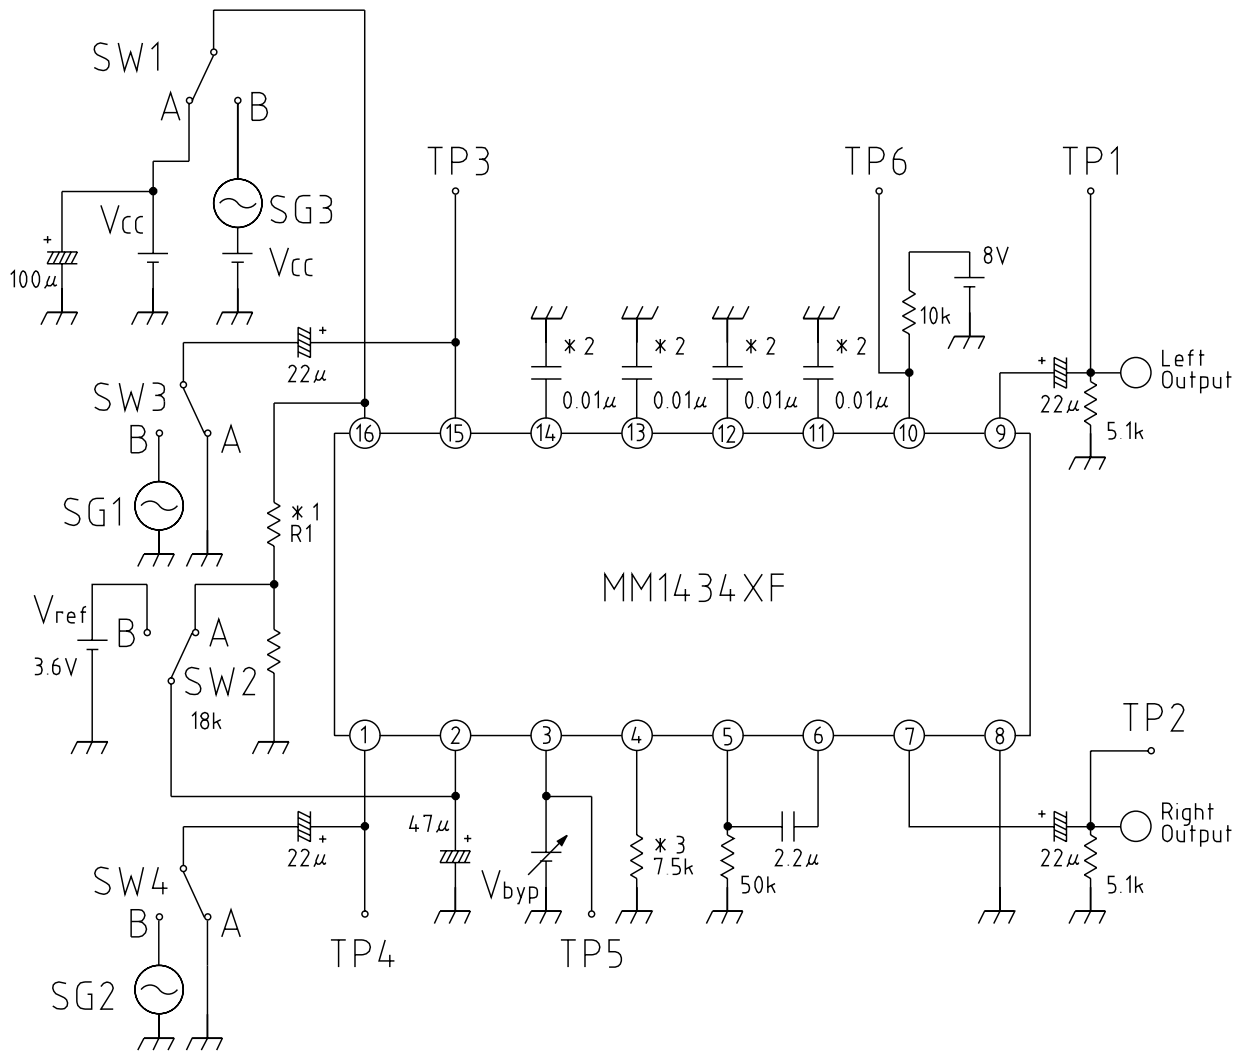 SW1
A
B
TP3
TP6
TP1
Vcc
SG3
+
100μ
Vcc
8V
10k
+
22μ
*2
0.01μ
*2
0.01μ
*2
0.01μ
*2
0.01μ
+
22μ
Left
Output
5.1k
SW3
B
A
16
15
14
13
12
11
10
9
SG1
*1
R1
MM1434XF
Vref
3.6V
B
A
SW2
18k
1
2
3
4
5
6
7
8
TP2
47μ
+
+
22μ
*3
7.5k
2.2μ
50k
+
22μ
Right
Output
5.1k
SW4
B
A
Vbyp
TP4
TP5
SG2